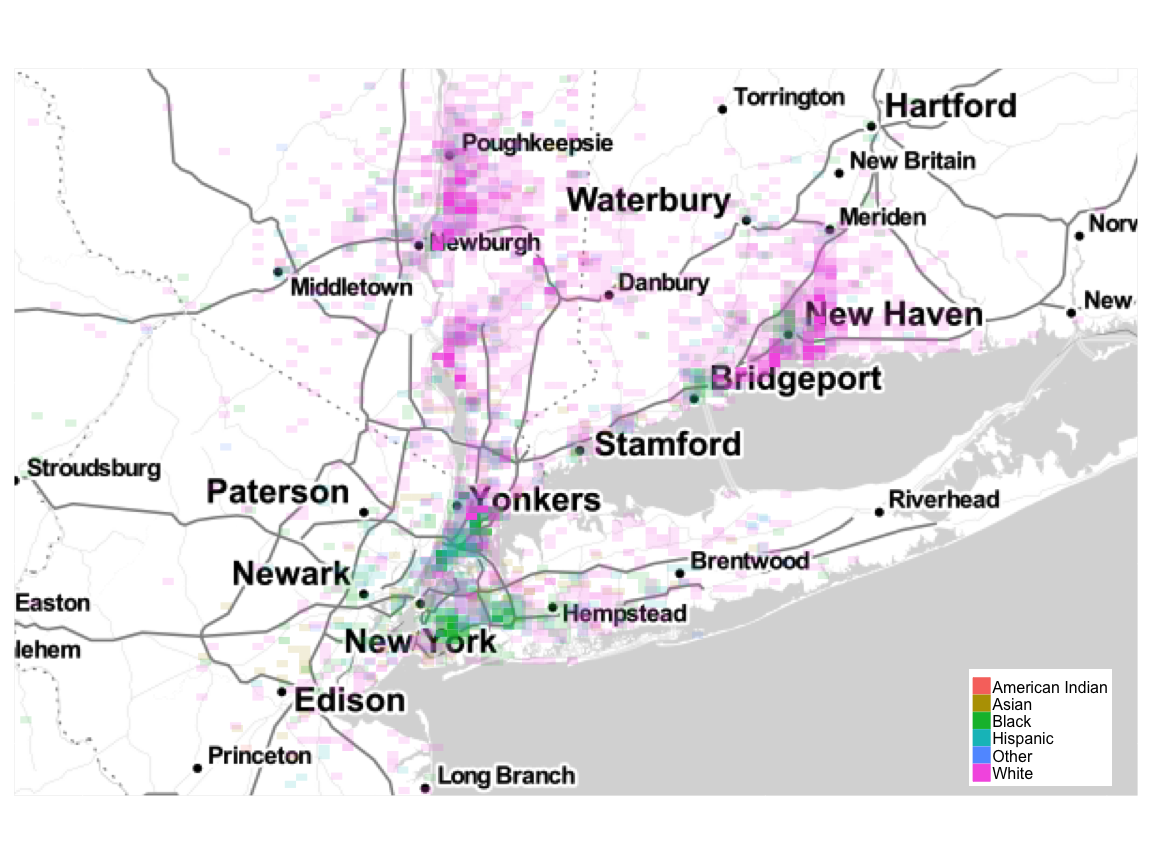 Torrington
Hartford
Poughkeepsie
New Britain
Waterbury
Meriden
Norv
Newburgh
Middletown
Danbury
New
New Haven
Bridgeport
Stamford
Stroudsburg
Paterson
Yonkers
Riverhead
Brentwood
Newark
Easton
Hempstead
New York
lehem
Edison
Princeton
Long Branch
American Indian
Asian
Black
Hispanic
Other
White